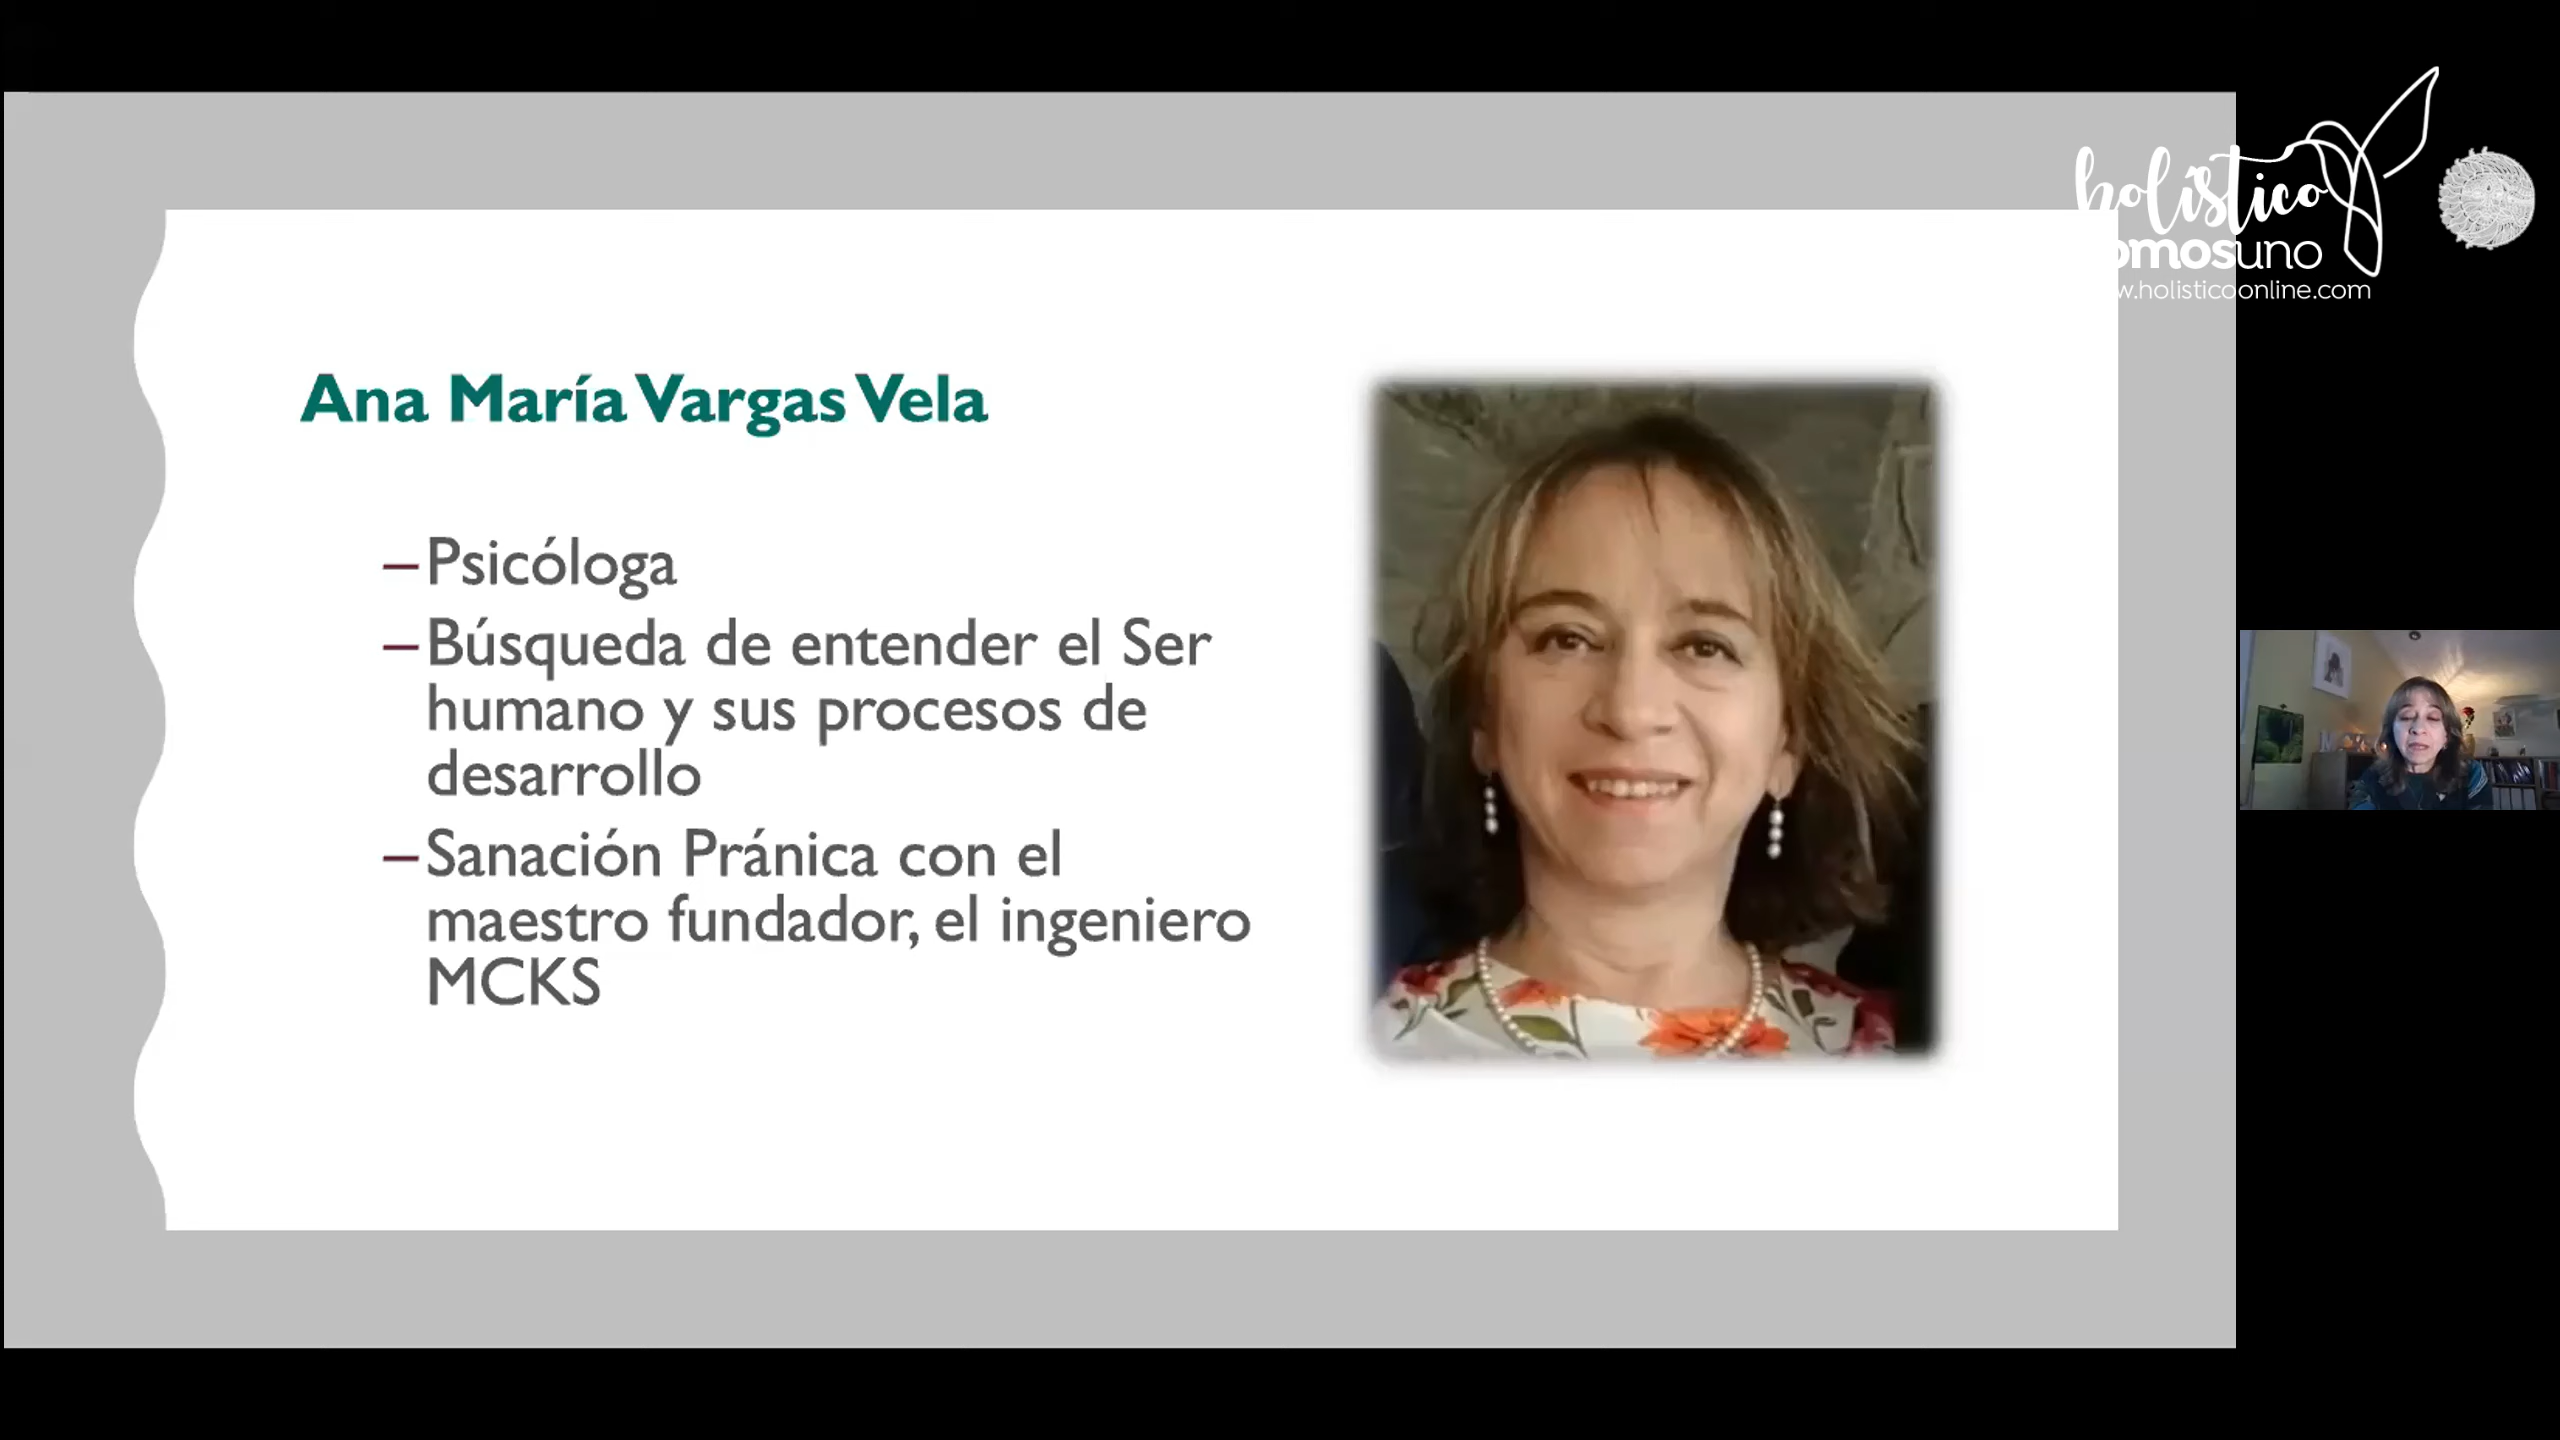 holístico
omosuno
w.holisticoonline.com
Ana María Vargas Vela
–Psicóloga
–Búsqueda de entender el Ser
humano y sus procesos de
desarrollo
–Sanación Pránica con el
maestro fundador, el ingeniero
MCKS